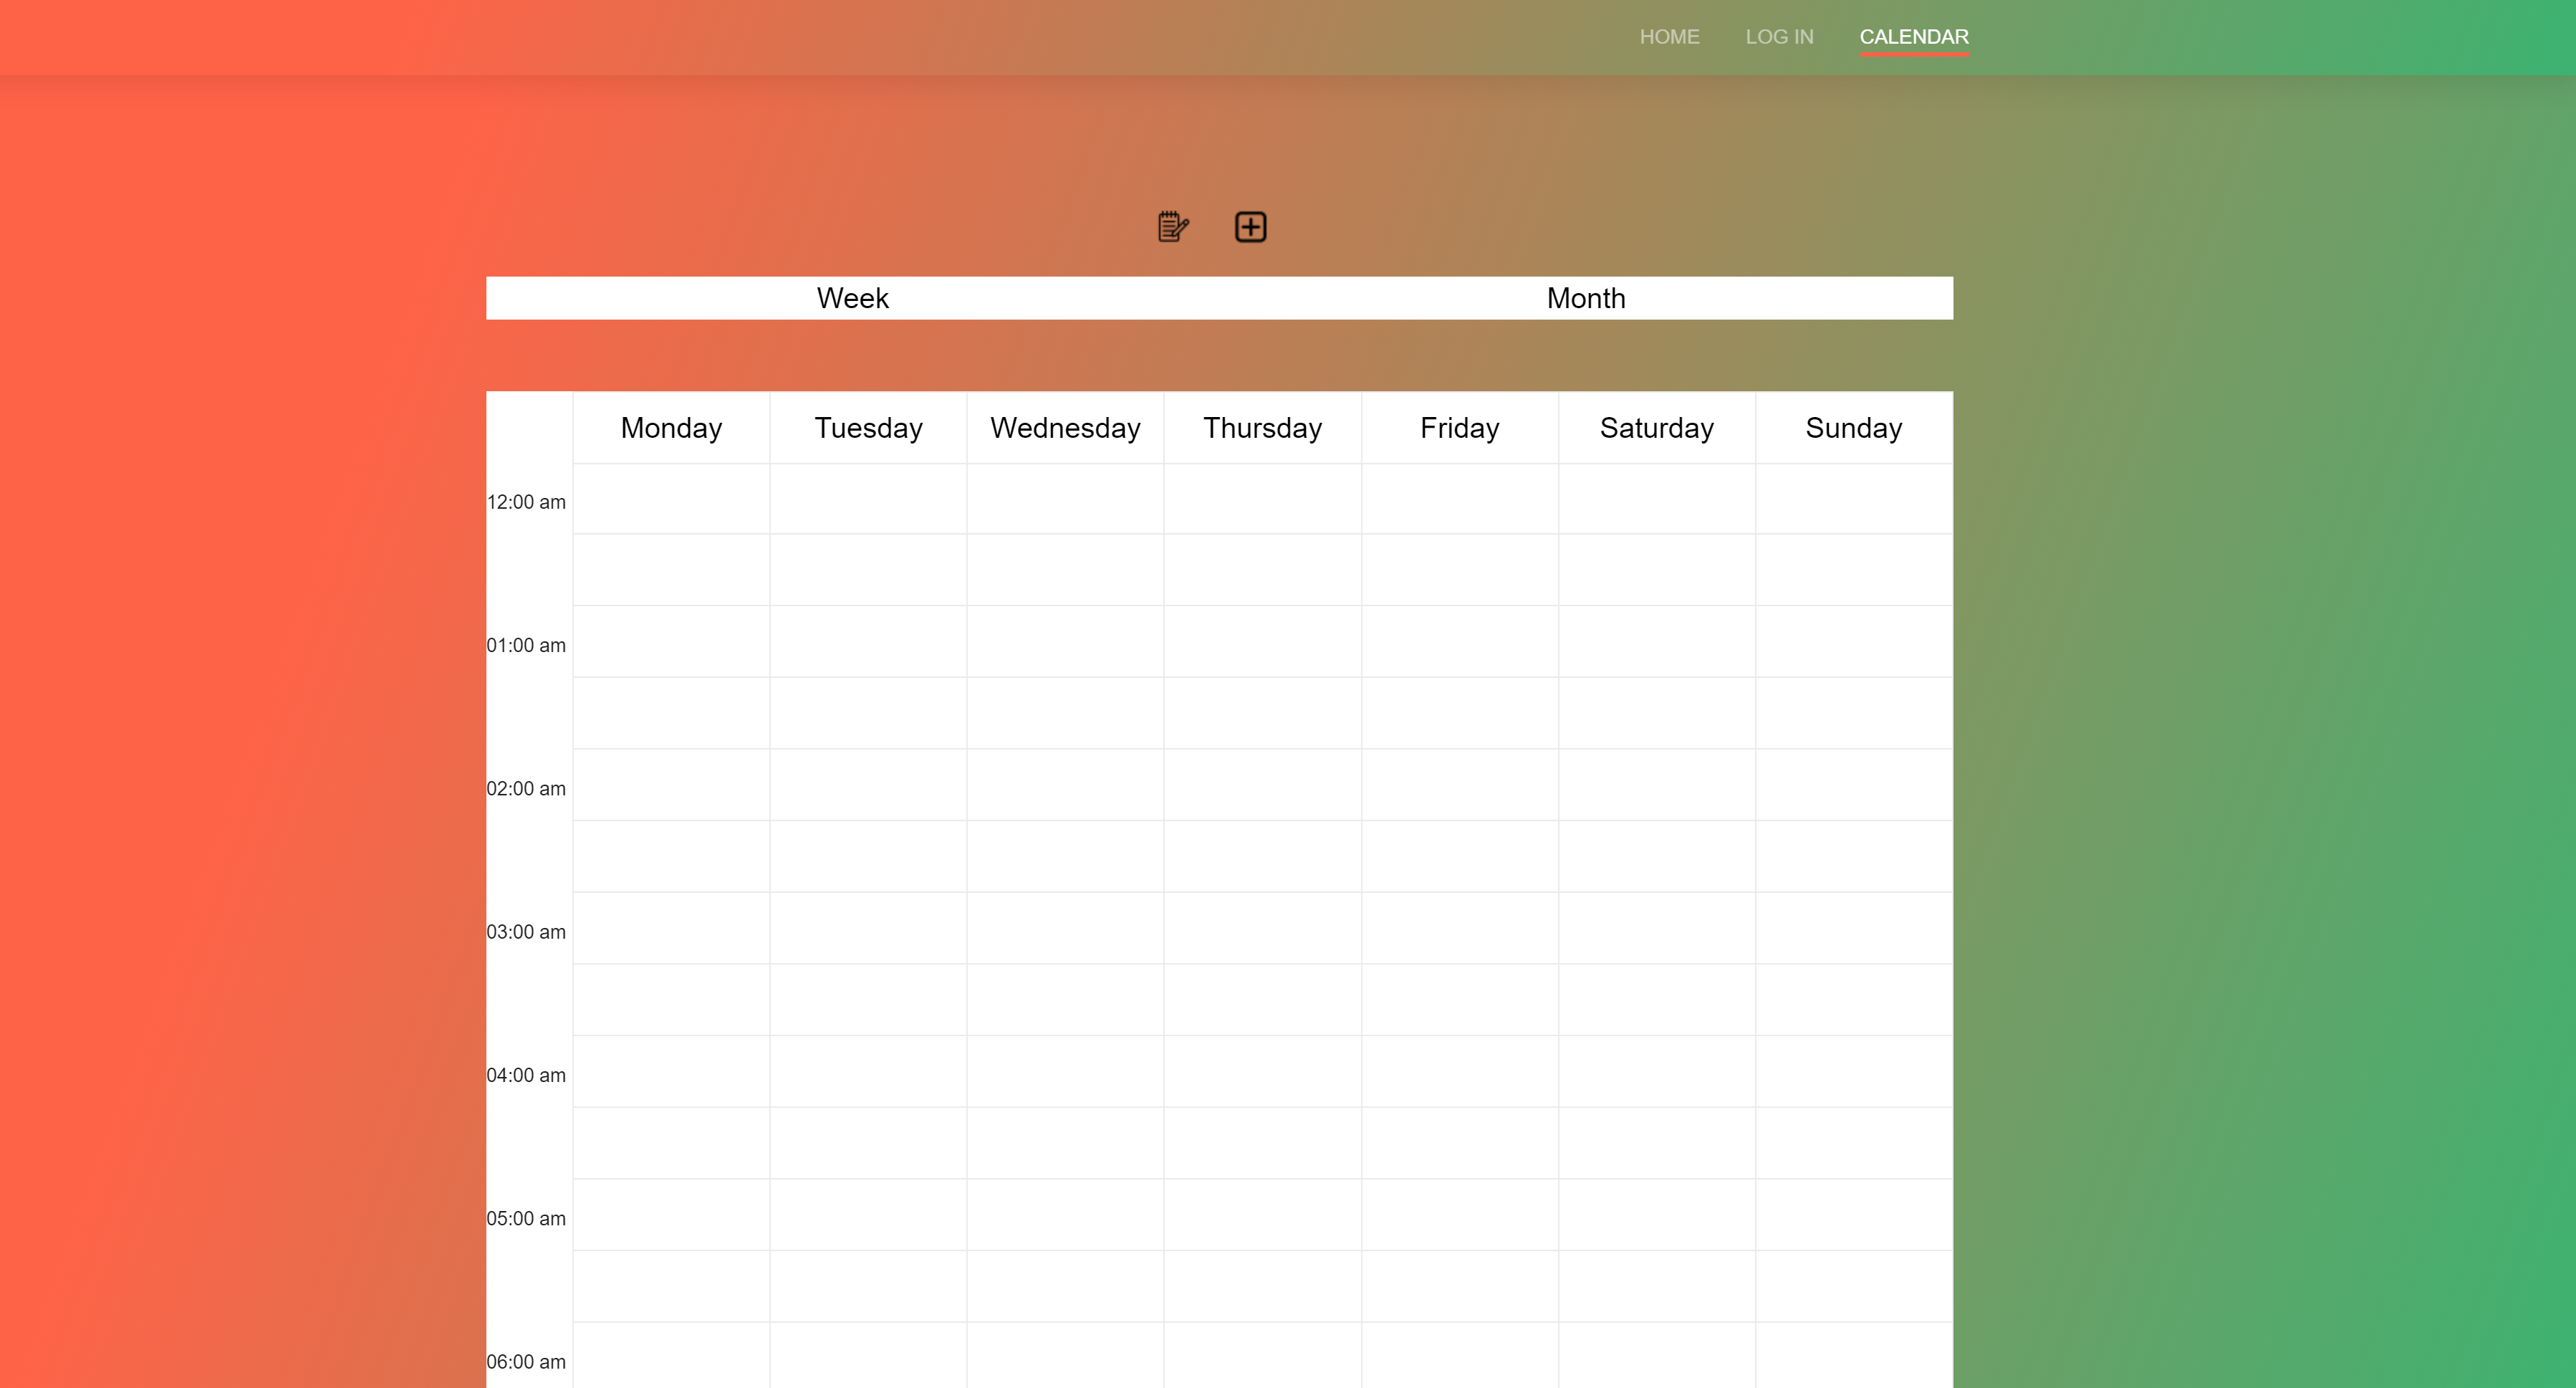 HOME LOG IN CALENDAR
Week Month
Monday Tuesday Wednesday Thursday Friday Saturday Sunday
12:00 am
01:00 am
02:00 am
03:00 am
04:00 am
05:00 am
06:00 am